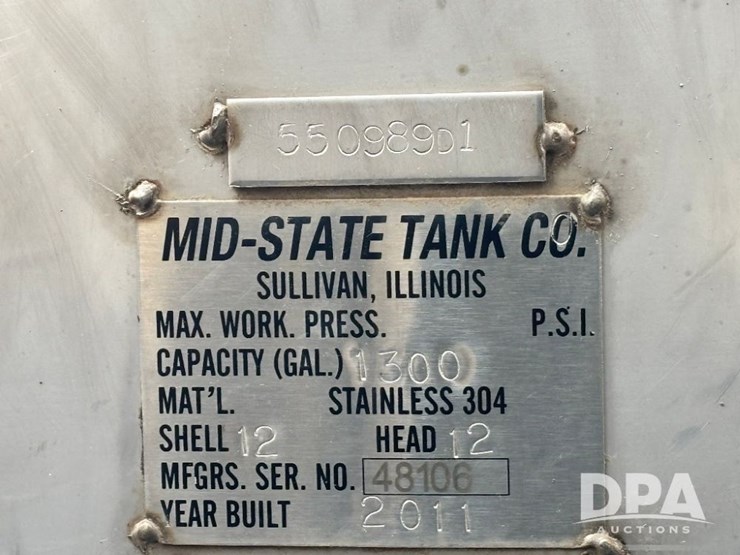 550989D1
MID-STATE TANK CO.
SULLIVAN, ILLINOIS
MAX. WORK. PRESS. P.S.I.
CAPACITY (GAL.) 1300
MAT'L. STAINLESS 304
SHELL 12 HEAD 12
MFGRS. SER. NO. 48106
YEAR BUILT 2011
DPA
AUCTIONS